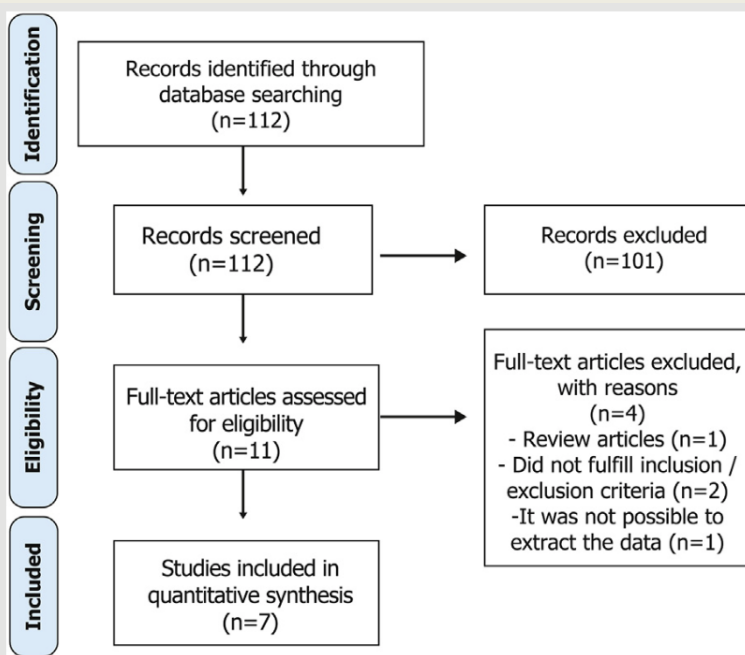 Identification
Records identified through
database searching
(n=112)
Screening
Records screened
(n=112)
Records excluded
(n=101)
Eligibility
Full-text articles assessed
for eligibility
(n=11)
Full-text articles excluded,
with reasons
(n=4)
- Review articles (n=1)
- Did not fulfill inclusion /
exclusion criteria (n=2)
-It was not possible to
extract the data (n=1)
Included
Studies included in
quantitative synthesis
(n=7)